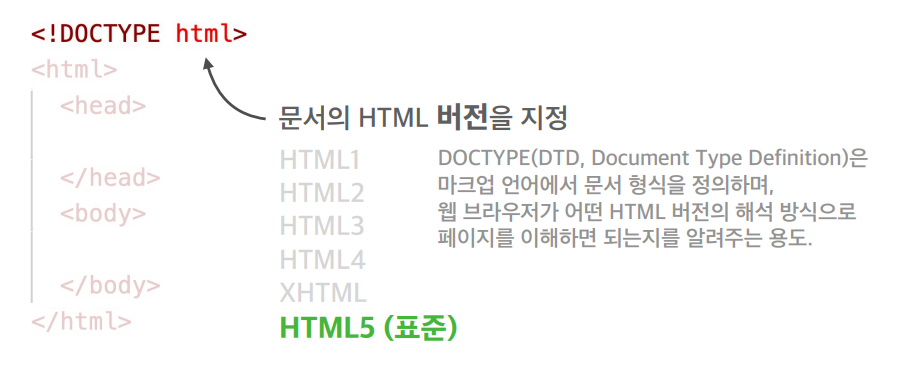 <!DOCTYPE html>
<html>
<head>
</head>
<body>
</body>
</html>
문서의 HTML 버전을 지정
HTML1
HTML2
HTML3
HTML4
XHTML
HTML5 (표준)
DOCTYPE(DTD, Document Type Definition)은
마크업 언어에서 문서 형식을 정의하며,
웹 브라우저가 어떤 HTML 버전의 해석 방식으로
페이지를 이해하면 되는지를 알려주는 용도.